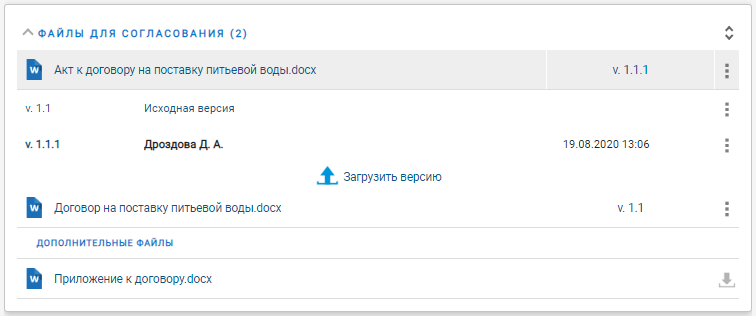 ФАЙЛЫ ДЛЯ СОГЛАСОВАНИЯ (2)
W Акт к договору на поставку питьевой воды.docx v. 1.1.1
v. 1.1 Исходная версия
v. 1.1.1 Дроздова Д. А. 19.08.2020 13:06
Загрузить версию
W Договор на поставку питьевой воды.docx v. 1.1
ДОПОЛНИТЕЛЬНЫЕ ФАЙЛЫ
W Приложение к договору.docx